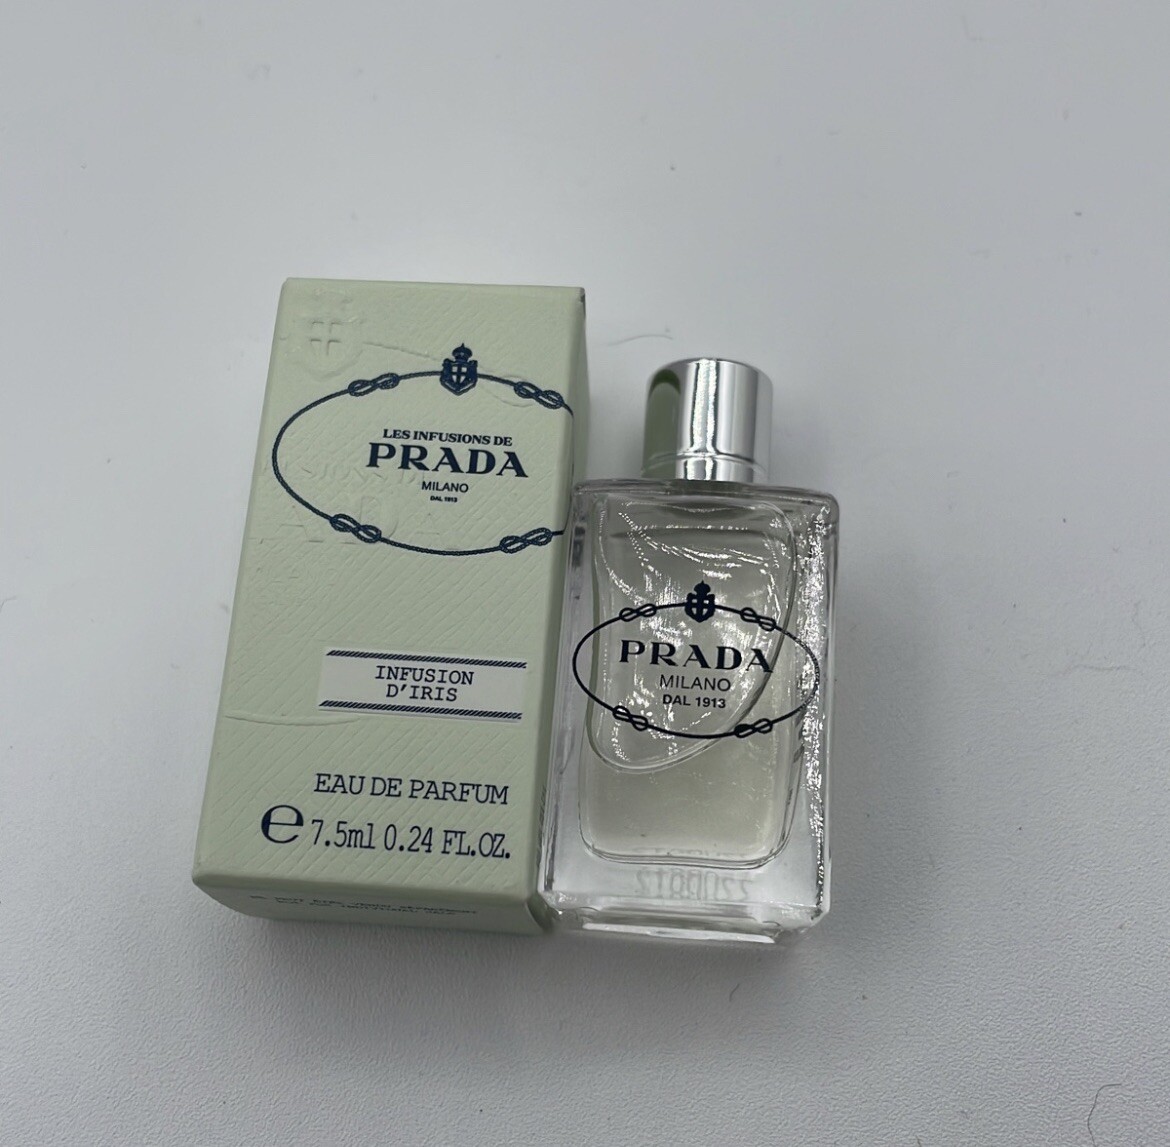 LES INFUSIONS DE
PRADA
MILANO
DAL 1913
INFUSION
D'IRIS
EAU DE PARFUM
e 7.5ml 0.24 FL.OZ.
PRADA
MILANO
DAL 1913